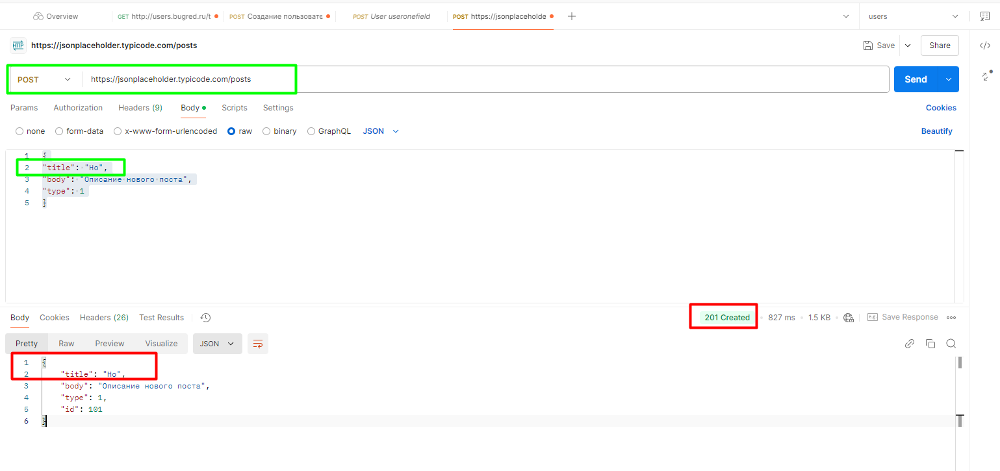 Overview
GET http://users.bugred.ru/t
POST Создание пользовате
POST User useronefield
POST https://jsonplaceholde
users
HTTP https://jsonplaceholder.typicode.com/posts
Save
Share
POST
https://jsonplaceholder.typicode.com/posts
Send
Params
Authorization
Headers (9)
Body
Scripts
Settings
Cookies
none
form-data
x-www-form-urlencoded
raw
binary
GraphQL
JSON
Beautify
1 {
2 "title": "Но",
3 "body": "Описание нового поста",
4 "type": 1
5 }
Body
Cookies
Headers (26)
Test Results
201 Created
827 ms
1.5 KB
e.g. Save Response
Pretty
Raw
Preview
Visualize
JSON
1 {
2 "title": "Но",
3 "body": "Описание нового поста",
4 "type": 1,
5 "id": 101
6 }